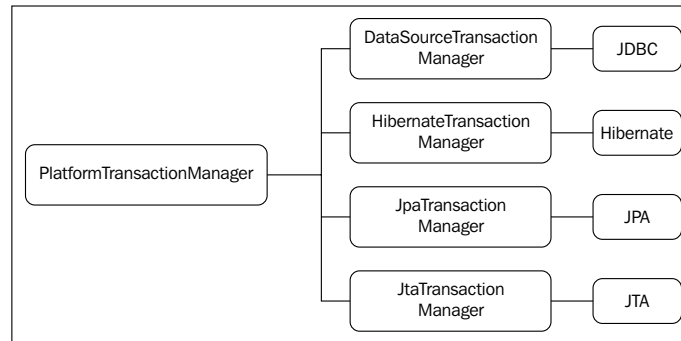 DataSourceTransaction
Manager
JDBC
HibernateTransaction
Manager
Hibernate
PlatformTransactionManager
JpaTransaction
Manager
JPA
JtaTransaction
Manager
JTA